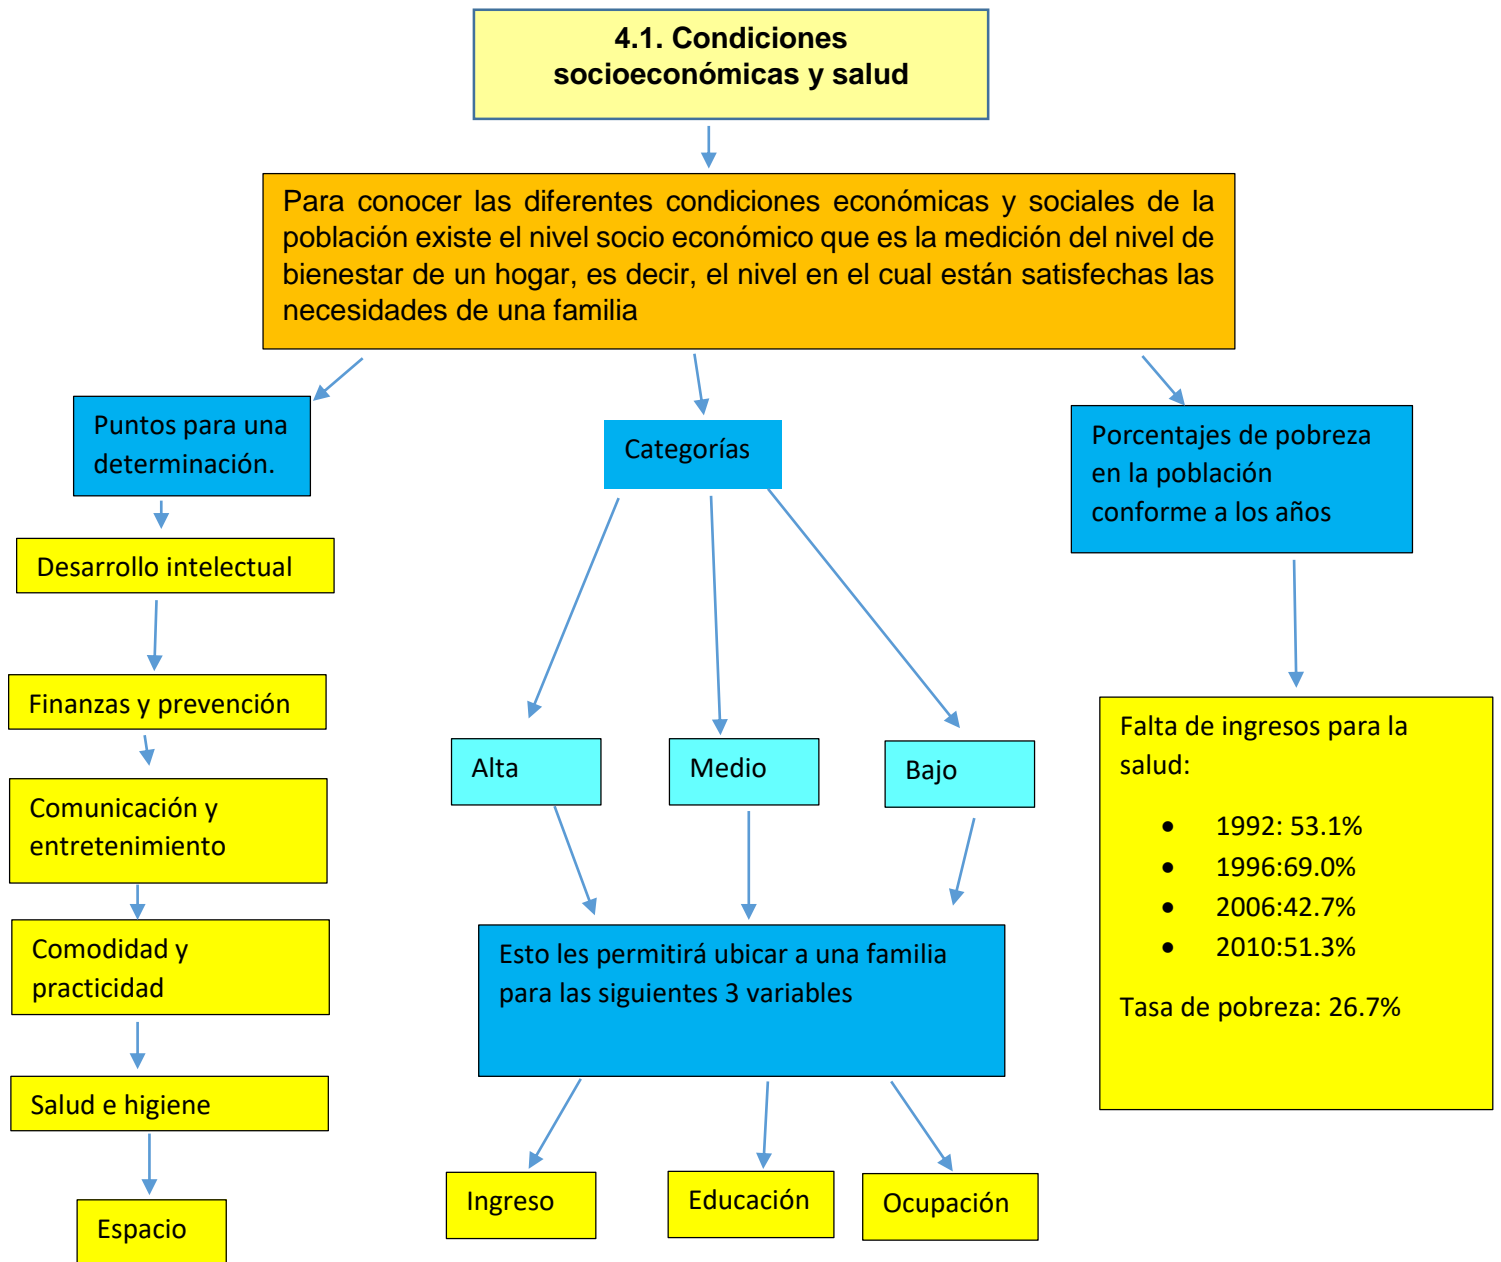 4.1. Condiciones
socioeconómicas y salud
Para conocer las diferentes condiciones económicas y sociales de la
población existe el nivel socio económico que es la medición del nivel de
bienestar de un hogar, es decir, el nivel en el cual están satisfechas las
necesidades de una familia
Puntos para una
determinación.
Desarrollo intelectual
Finanzas y prevención
Comunicación y
entretenimiento
Comodidad y
practicidad
Salud e higiene
Espacio
Categorías
Alta
Medio
Bajo
Esto les permitirá ubicar a una familia
para las siguientes 3 variables
Ingreso
Educación
Ocupación
Porcentajes de pobreza
en la población
conforme a los años
Falta de ingresos para la
salud:
• 1992: 53.1%
• 1996:69.0%
• 2006:42.7%
• 2010:51.3%
Tasa de pobreza: 26.7%